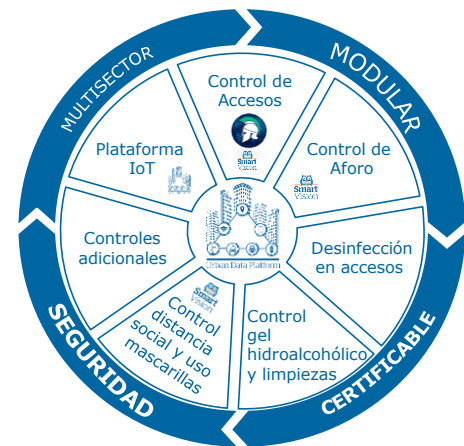 MULTISECTOR
MODULAR
CERTIFICABLE
SEGURIDAD
Control de
Accesos
Smart
Vision
Control de
Aforo
Smart
Vision
Desinfección
en accesos
Control
gel
hidroalcohólico
y limpiezas
Smart
Vision
Control
distancia
social y uso
mascarillas
Controles
adicionales
Plataforma
IoT
Urban Data Platform